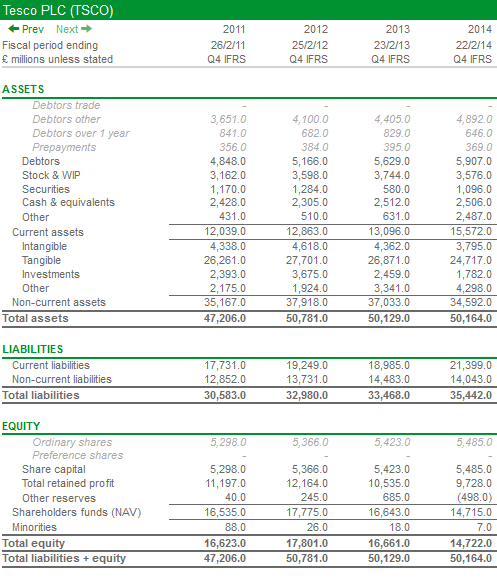 Tesco PLC (TSCO)
Prev Next 2011 2012 2013 2014
Fiscal period ending 26/2/11 25/2/12 23/2/13 22/2/14
£ millions unless stated Q4 IFRS Q4 IFRS Q4 IFRS Q4 IFRS
ASSETS
Debtors trade - - - -
Debtors other 3,651.0 4,100.0 4,405.0 4,892.0
Debtors over 1 year 841.0 682.0 829.0 646.0
Prepayments 356.0 384.0 395.0 369.0
Debtors 4,848.0 5,166.0 5,629.0 5,907.0
Stock & WIP 3,162.0 3,598.0 3,744.0 3,576.0
Securities 1,170.0 1,284.0 580.0 1,096.0
Cash & equivalents 2,428.0 2,305.0 2,512.0 2,506.0
Other 431.0 510.0 631.0 2,487.0
Current assets 12,039.0 12,863.0 13,096.0 15,572.0
Intangible 4,338.0 4,618.0 4,362.0 3,795.0
Tangible 26,261.0 27,701.0 26,871.0 24,717.0
Investments 2,393.0 3,675.0 2,459.0 1,782.0
Other 2,175.0 1,924.0 3,341.0 4,298.0
Non-current assets 35,167.0 37,918.0 37,033.0 34,592.0
Total assets 47,206.0 50,781.0 50,129.0 50,164.0
LIABILITIES
Current liabilities 17,731.0 19,249.0 18,985.0 21,399.0
Non-current liabilities 12,852.0 13,731.0 14,483.0 14,043.0
Total liabilities 30,583.0 32,980.0 33,468.0 35,442.0
EQUITY
Ordinary shares 5,298.0 5,366.0 5,423.0 5,485.0
Preference shares - - - -
Share capital 5,298.0 5,366.0 5,423.0 5,485.0
Total retained profit 11,197.0 12,164.0 10,535.0 9,728.0
Other reserves 40.0 245.0 685.0 (498.0)
Shareholders funds (NAV) 16,535.0 17,775.0 16,643.0 14,715.0
Minorities 88.0 26.0 18.0 7.0
Total equity 16,623.0 17,801.0 16,661.0 14,722.0
Total liabilities + equity 47,206.0 50,781.0 50,129.0 50,164.0